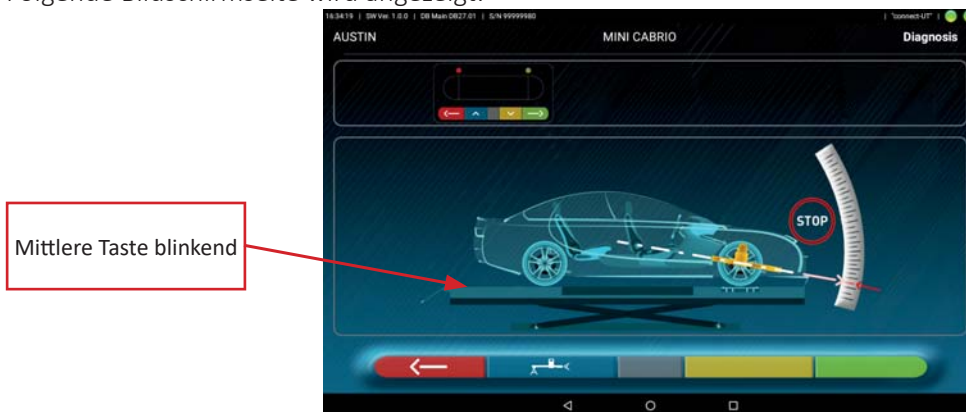 Folgende Bildschirmseite wird angezeigt:
16:34:19 | SW Ver. 1.0.0 | DB Main DB27.01 | S/N 99999980 | "connect-UT" |
AUSTIN MINI CABRIO Diagnosis
STOP
Mittlere Taste blinkend